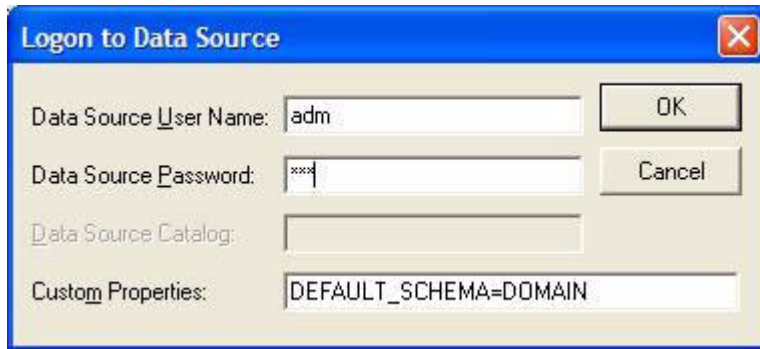 Logon to Data Source
Data Source User Name: adm OK
Data Source Password: *** Cancel
Data Source Catalog:
Custom Properties: DEFAULT_SCHEMA=DOMAIN